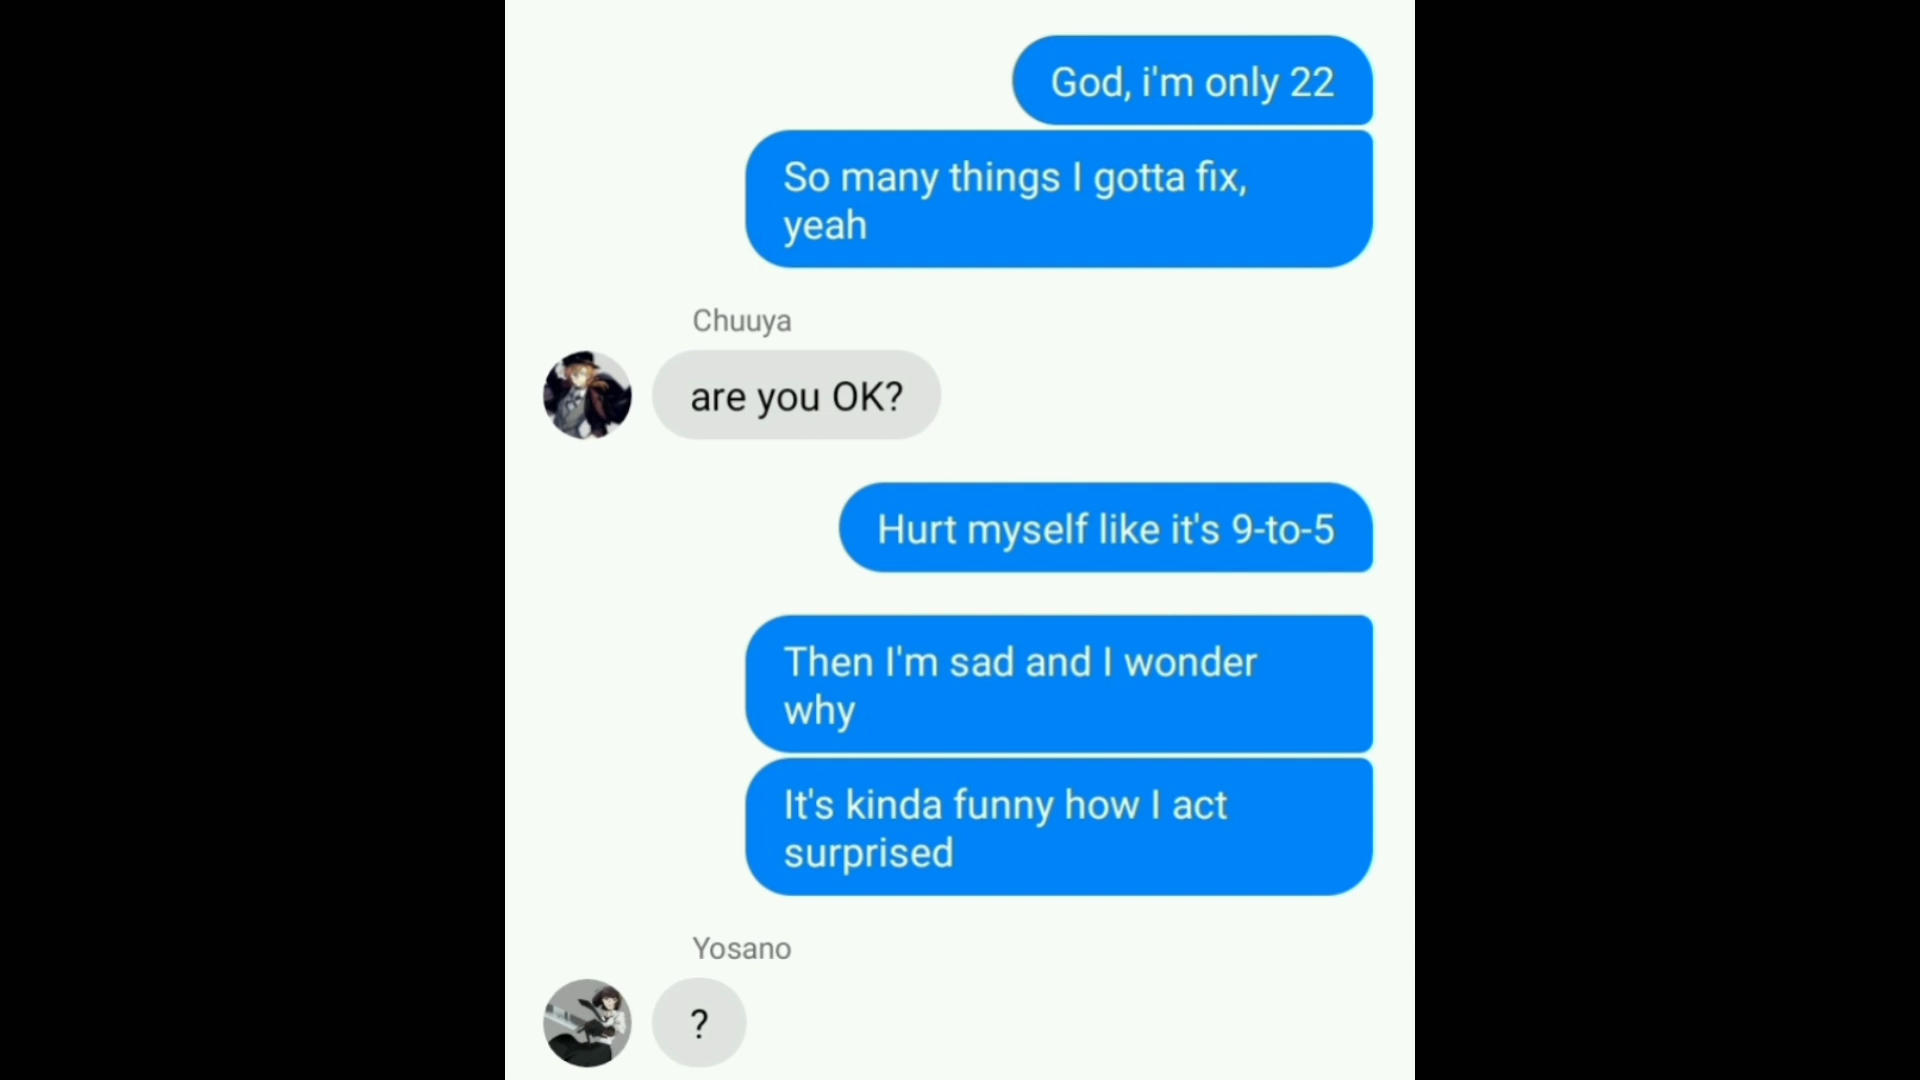 God, i'm only 22
So many things I gotta fix,
yeah
Chuuya
are you OK?
Hurt myself like it's 9-to-5
Then I'm sad and I wonder
why
It's kinda funny how I act
surprised
Yosano
?